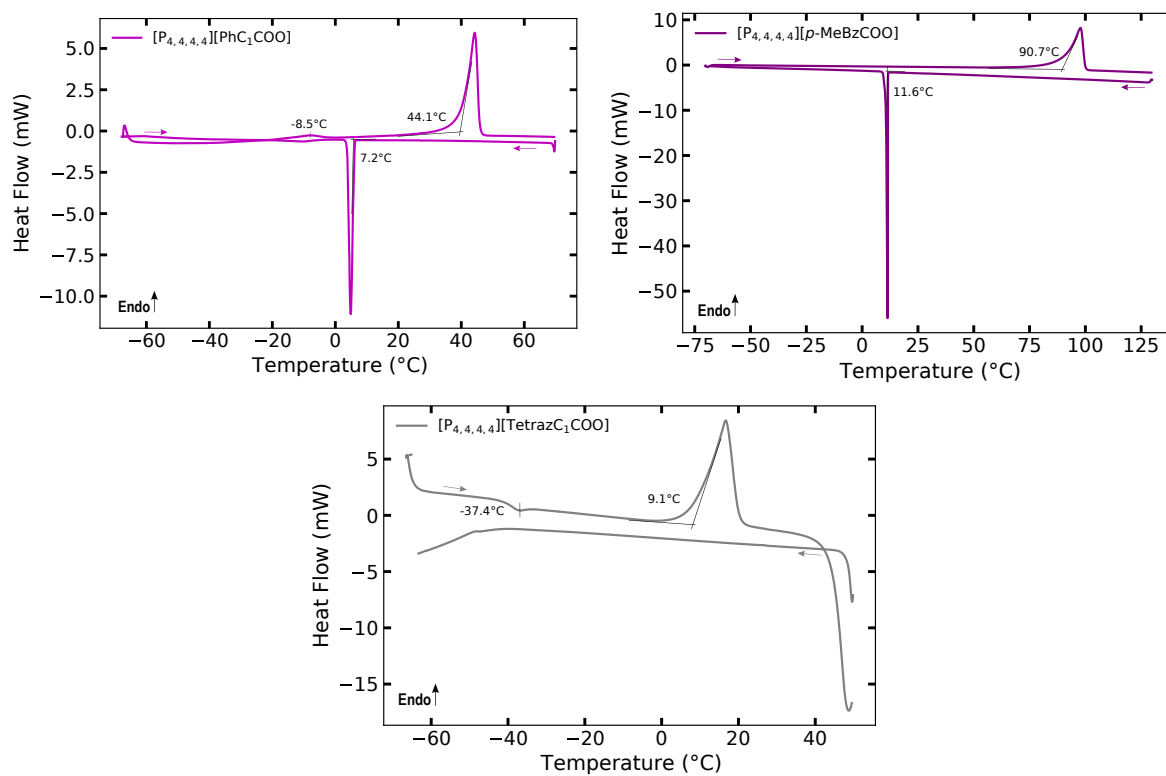 [P4,4,4,4][PhC1COO]
5.0
2.5
0.0
−2.5
−5.0
−7.5
−10.0
Heat Flow (mW)
-8.5°C
44.1°C
7.2°C
Endo
−60
−40
−20
0
20
40
60
Temperature (°C)
[P4,4,4,4][p-MeBzCOO]
10
0
−10
−20
−30
−40
−50
Heat Flow (mW)
90.7°C
11.6°C
Endo
−75
−50
−25
0
25
50
75
100
125
Temperature (°C)
[P4,4,4,4][TetrazC1COO]
5
0
−5
−10
−15
Heat Flow (mW)
-37.4°C
9.1°C
Endo
−60
−40
−20
0
20
40
Temperature (°C)